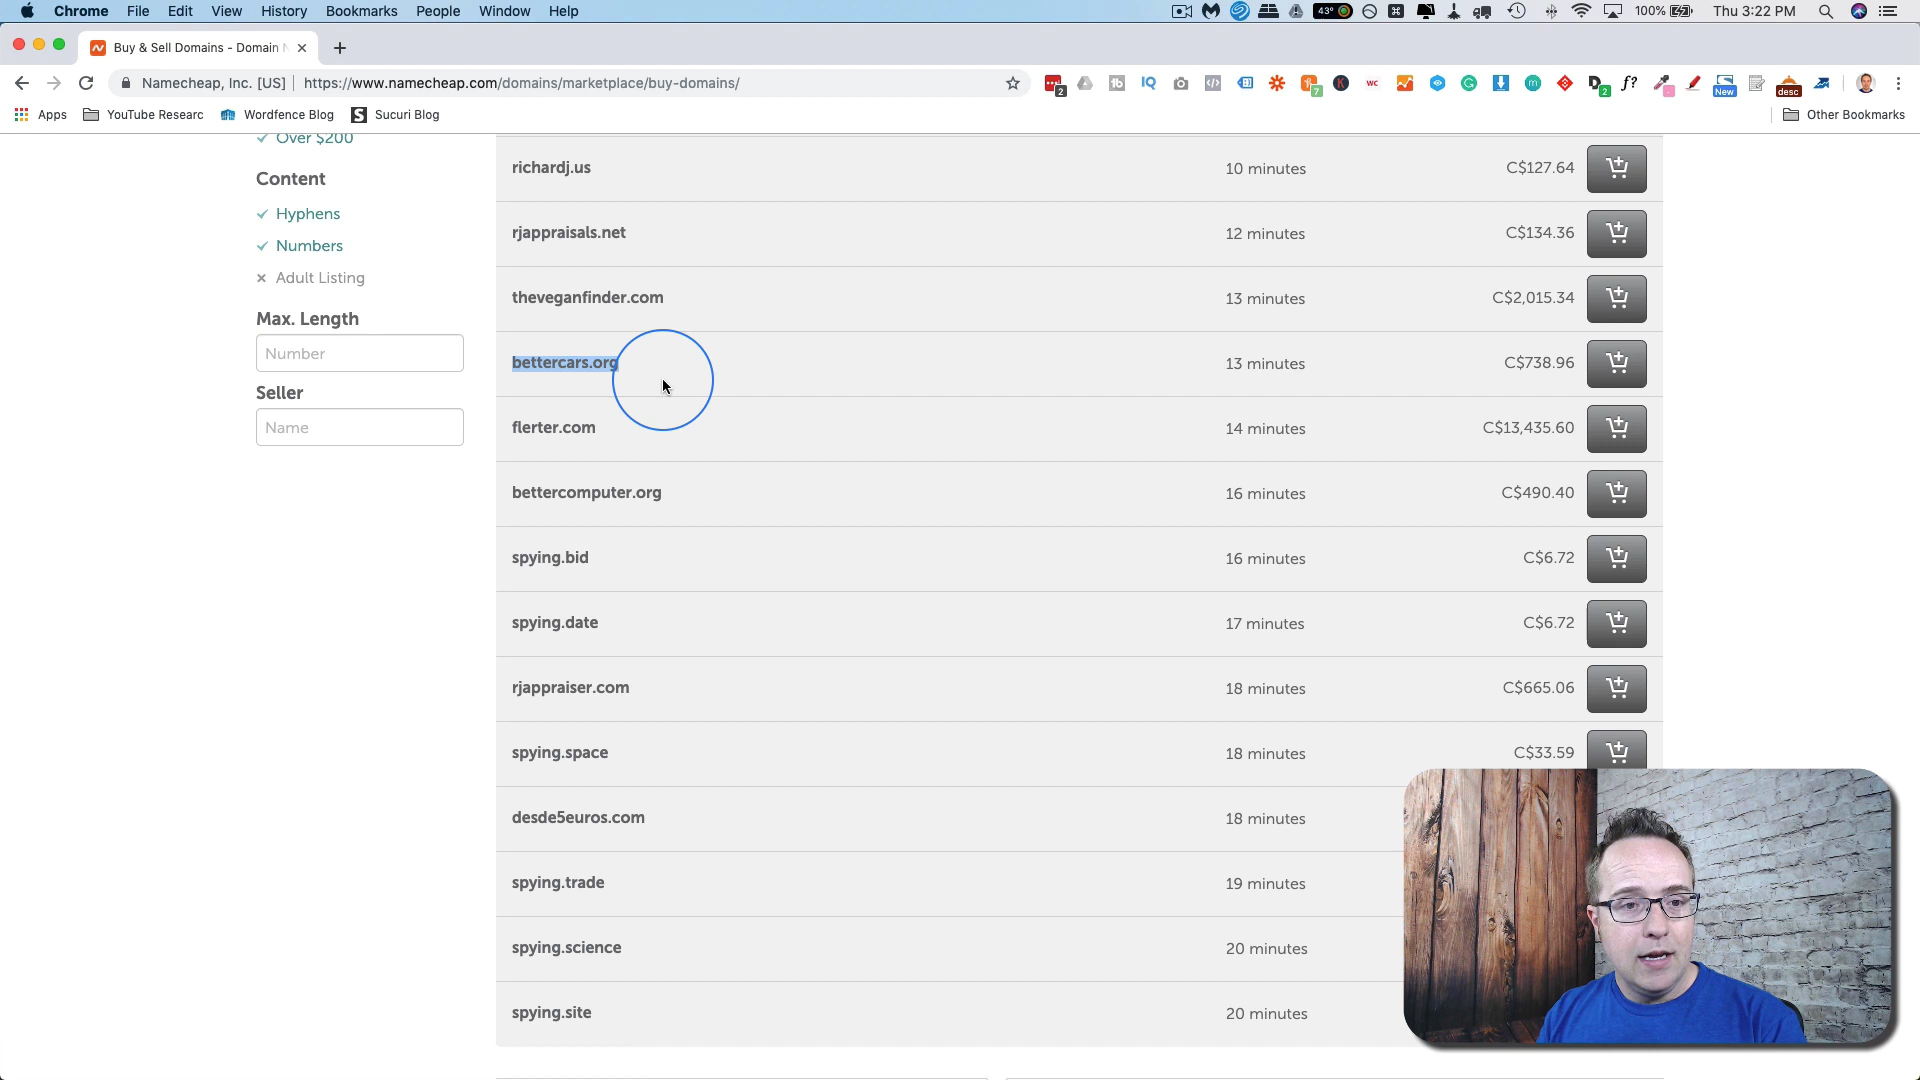 Chrome File Edit View History Bookmarks People Window Help 43° 100% Thu 3:22 PM
Buy & Sell Domains - Domain N
Namecheap, Inc. [US] https://www.namecheap.com/domains/marketplace/buy-domains/
Apps YouTube Researc Wordfence Blog Sucuri Blog Other Bookmarks
Over $200
Content
Hyphens
Numbers
Adult Listing
Max. Length
Number
Seller
Name
richardj.us 10 minutes C$127.64
rjappraisals.net 12 minutes C$134.36
theveganfinder.com 13 minutes C$2,015.34
bettercars.org 13 minutes C$738.96
flerter.com 14 minutes C$13,435.60
bettercomputer.org 16 minutes C$490.40
spying.bid 16 minutes C$6.72
spying.date 17 minutes C$6.72
rjappraiser.com 18 minutes C$665.06
spying.space 18 minutes C$33.59
desde5euros.com 18 minutes
spying.trade 19 minutes
spying.science 20 minutes
spying.site 20 minutes